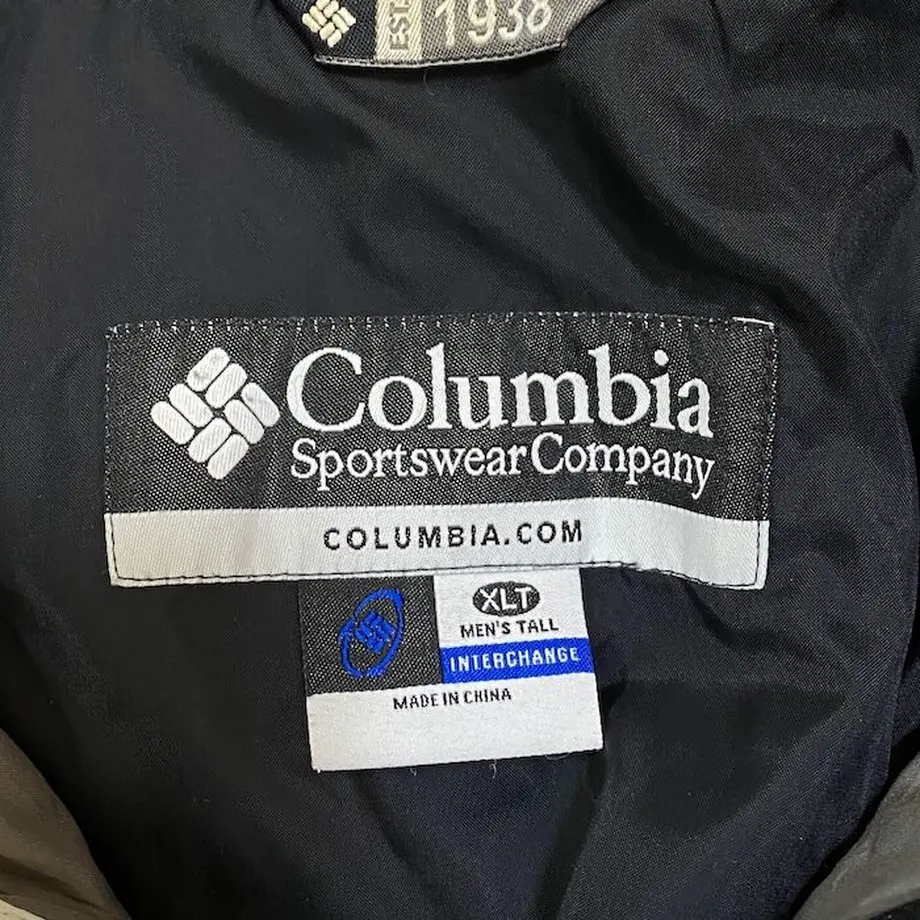 EST. 1938
Columbia
Sportswear Company
COLUMBIA.COM
XLT
MEN'S TALL
INTERCHANGE
MADE IN CHINA